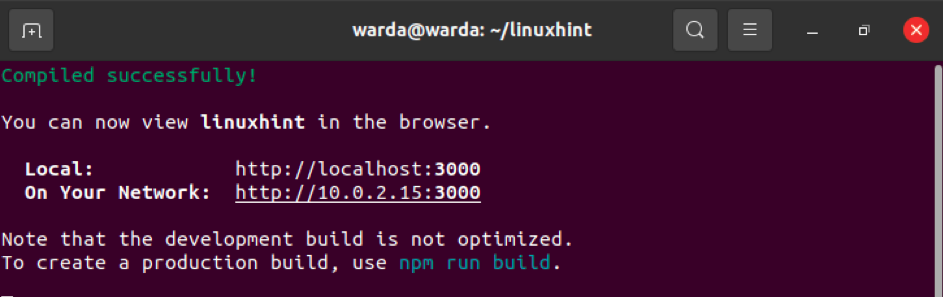 warda@warda: ~/linuxhint
Compiled successfully!
You can now view linuxhint in the browser.
Local: http://localhost:3000
On Your Network: http://10.0.2.15:3000
Note that the development build is not optimized.
To create a production build, use npm run build.